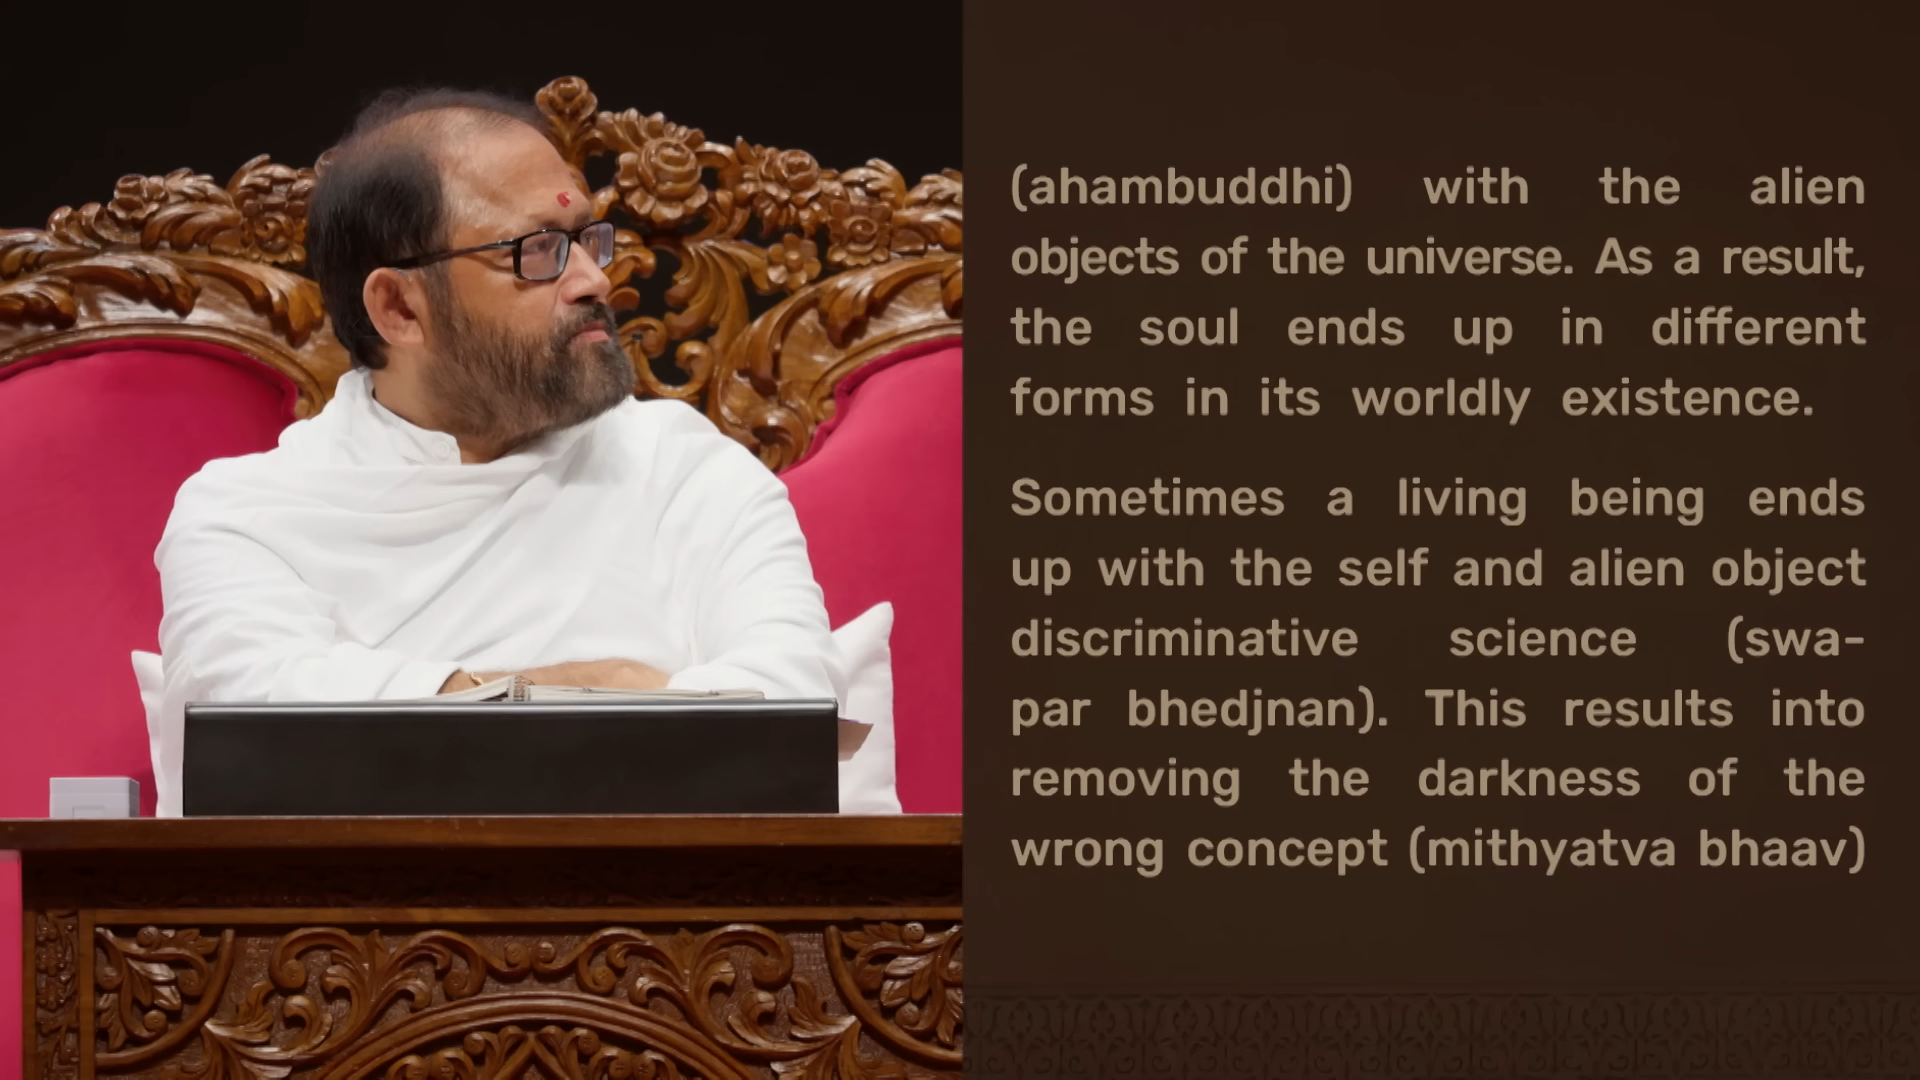 (ahambuddhi) with the alien
objects of the universe. As a result,
the soul ends up in different
forms in its worldly existence.
Sometimes a living being ends
up with the self and alien object
discriminative science (swa-
par bhedjnan). This results into
removing the darkness of the
wrong concept (mithyatva bhaav)